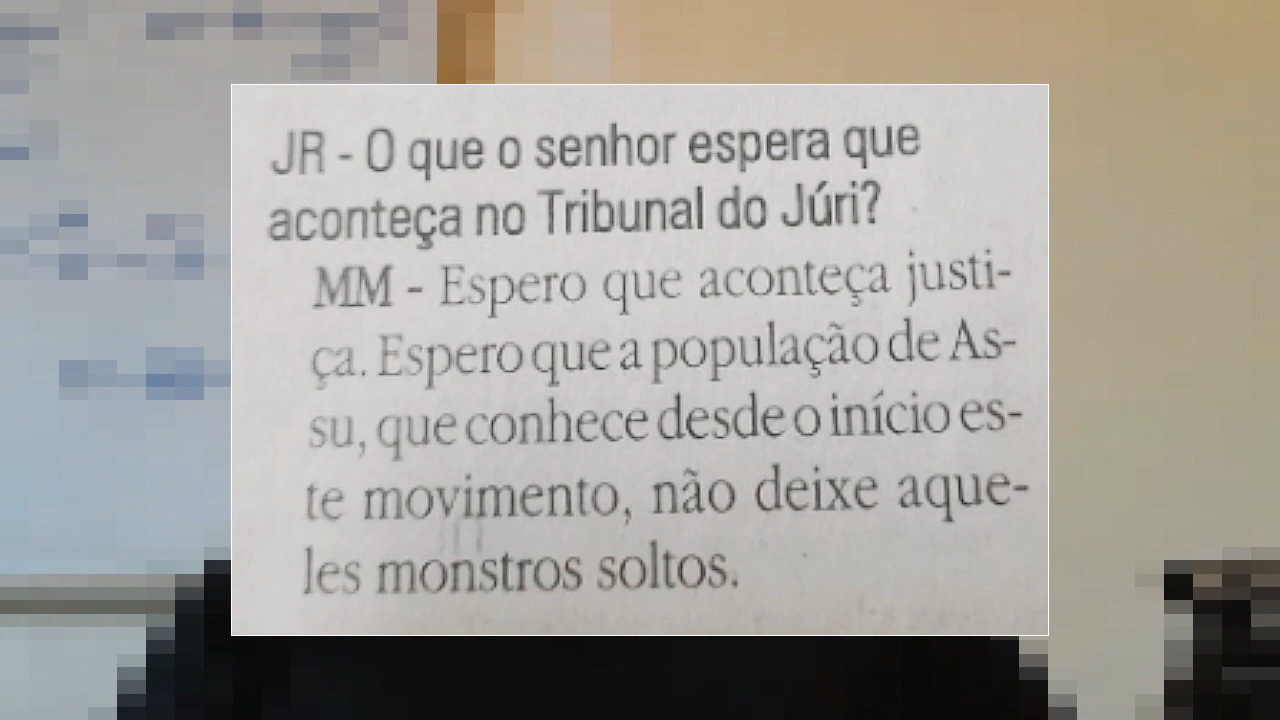 JR - O que o senhor espera que
aconteça no Tribunal do Júri?
MM - Espero que aconteça justi-
ça. Espero que a população de As-
su, que conhece desde o início es-
te movimento, não deixe aque-
les monstros soltos.